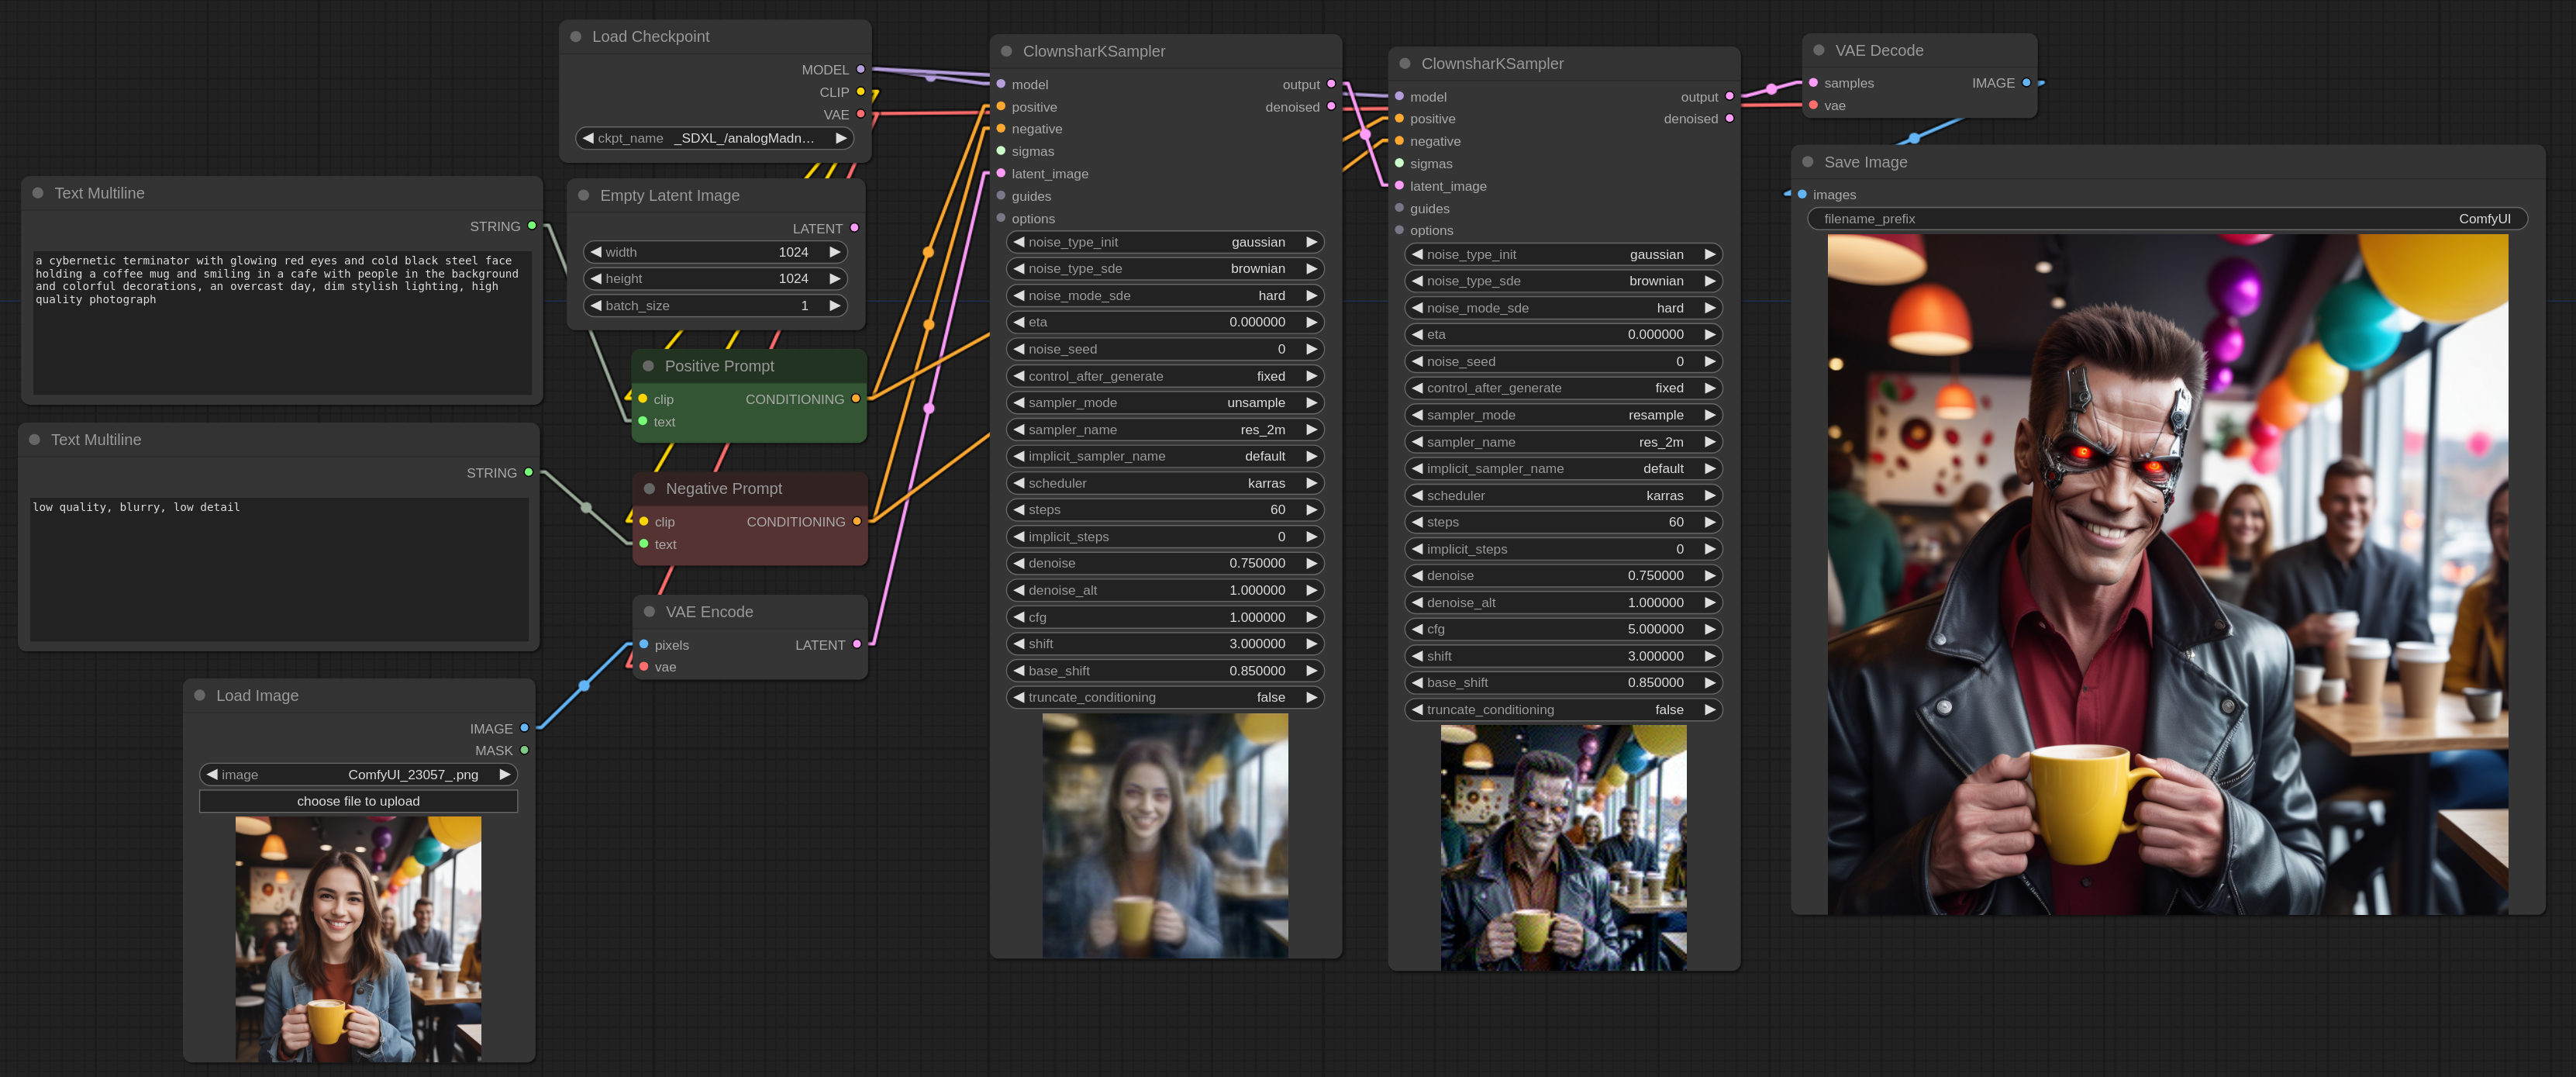 Load Checkpoint
MODEL
CLIP
VAE
ckpt_name _SDXL_/analogMadn...
Text Multiline
STRING
a cybernetic terminator with glowing red eyes and cold black steel face
holding a coffee mug and smiling in a cafe with people in the background
and colorful decorations, an overcast day, dim stylish lighting, high
quality photograph
Text Multiline
STRING
low quality, blurry, low detail
Load Image
IMAGE
MASK
image ComfyUI_23057_.png
choose file to upload
Empty Latent Image
LATENT
width 1024
height 1024
batch_size 1
Positive Prompt
clip CONDITIONING
text
Negative Prompt
clip CONDITIONING
text
VAE Encode
pixels LATENT
vae
ClownsharKSampler
model output
positive denoised
negative
sigmas
latent_image
guides
options
noise_type_init gaussian
noise_type_sde brownian
noise_mode_sde hard
eta 0.000000
noise_seed 0
control_after_generate fixed
sampler_mode unsample
sampler_name res_2m
implicit_sampler_name default
scheduler karras
steps 60
implicit_steps 0
denoise 0.750000
denoise_alt 1.000000
cfg 1.000000
shift 3.000000
base_shift 0.850000
truncate_conditioning false
ClownsharKSampler
model output
positive denoised
negative
sigmas
latent_image
guides
options
noise_type_init gaussian
noise_type_sde brownian
noise_mode_sde hard
eta 0.000000
noise_seed 0
control_after_generate fixed
sampler_mode resample
sampler_name res_2m
implicit_sampler_name default
scheduler karras
steps 60
implicit_steps 0
denoise 0.750000
denoise_alt 1.000000
cfg 5.000000
shift 3.000000
base_shift 0.850000
truncate_conditioning false
VAE Decode
samples IMAGE
vae
Save Image
images
filename_prefix ComfyUI